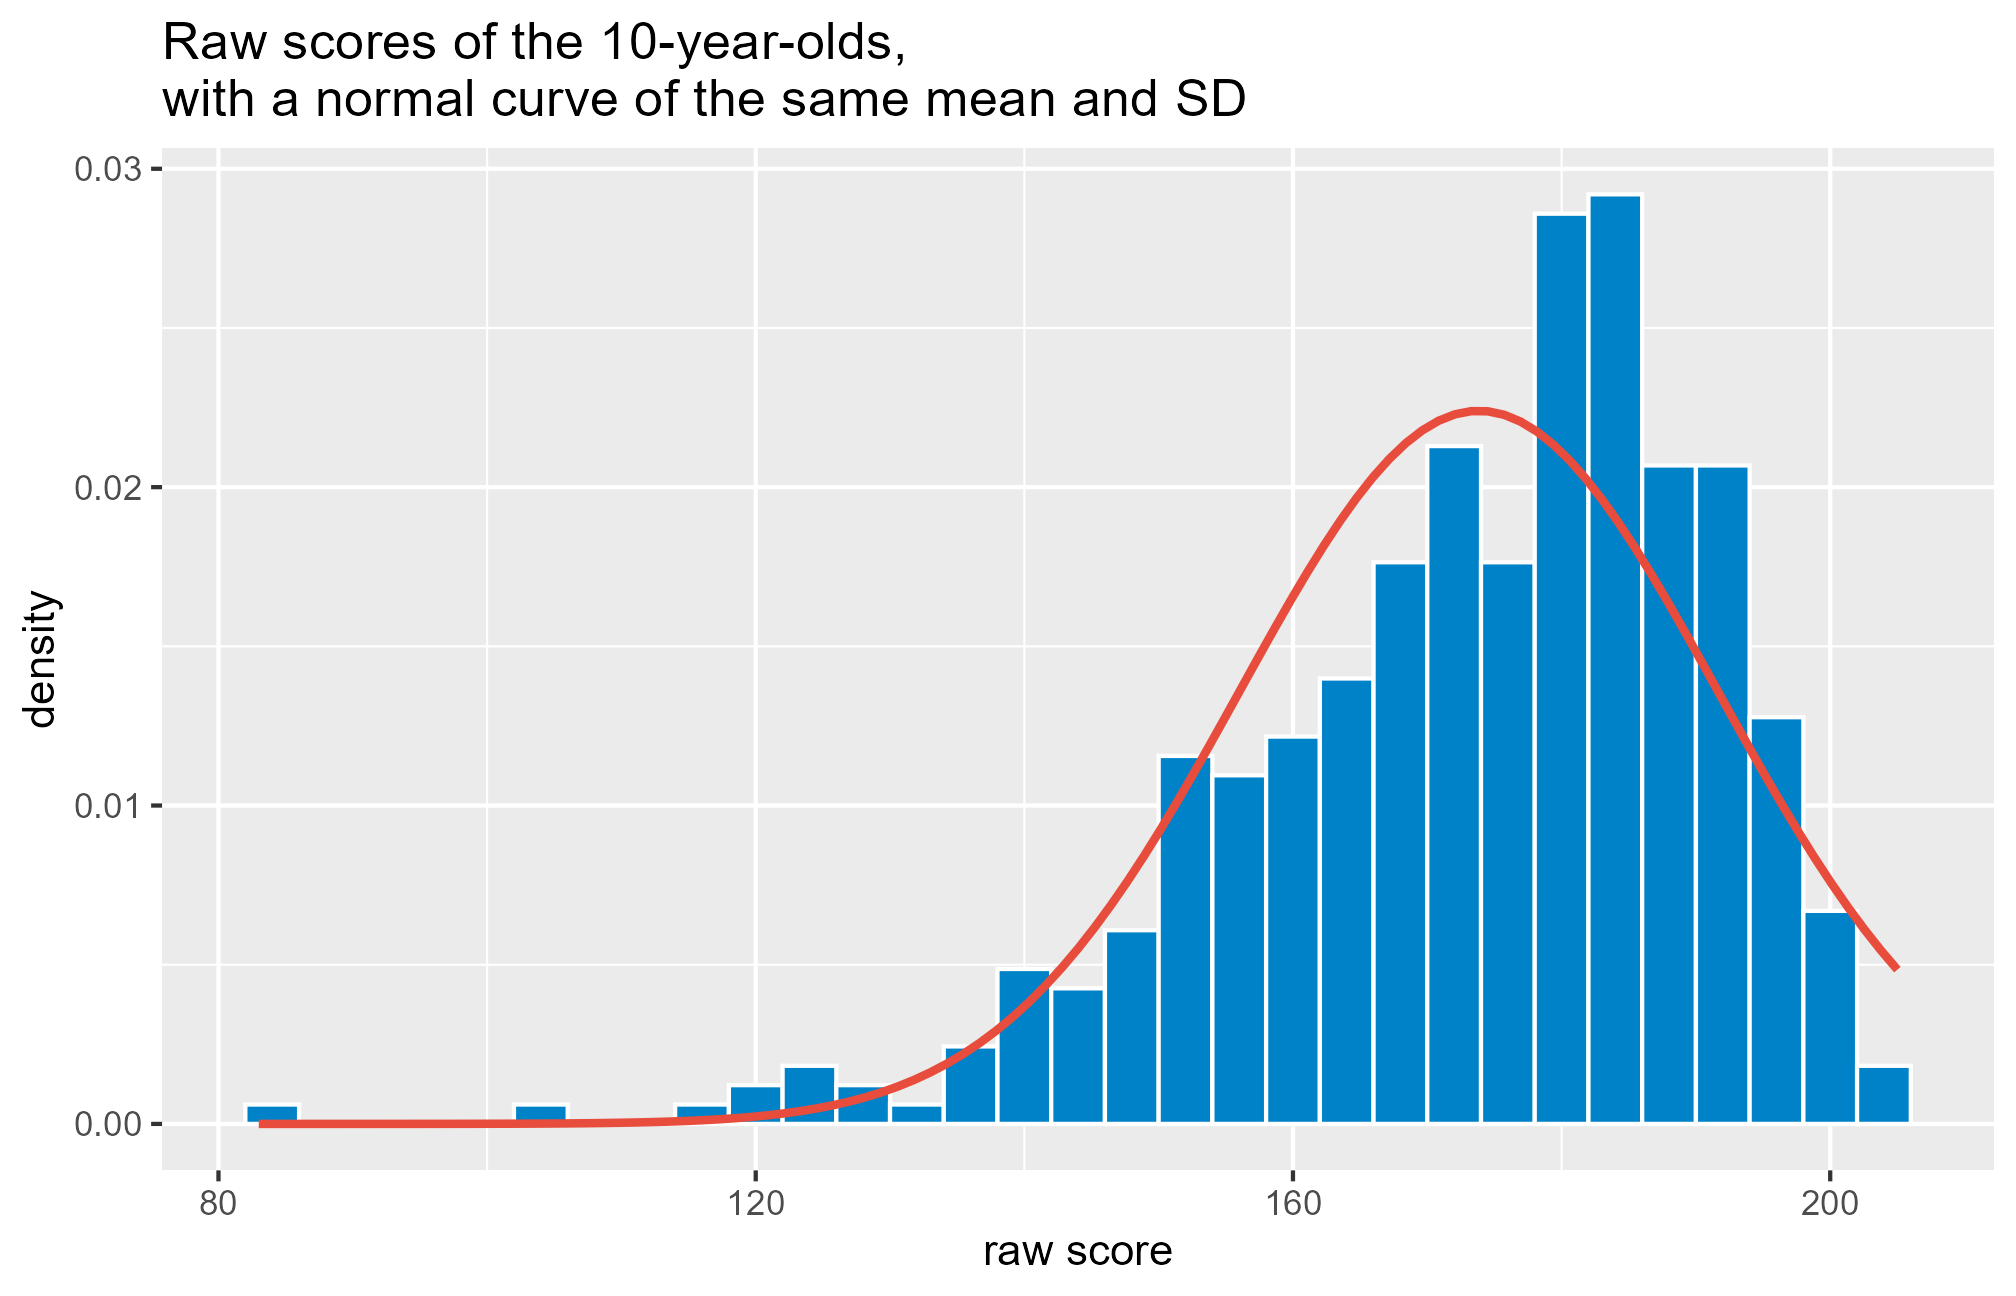 Raw scores of the 10-year-olds,
with a normal curve of the same mean and SD
0.03
0.02
0.01
0.00
density
80 120 160 200
raw score